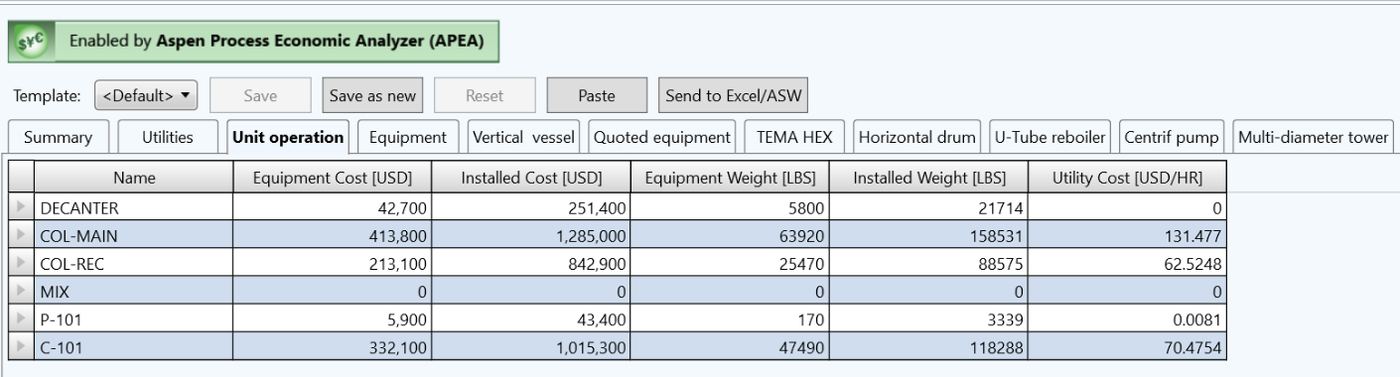 $¥€ Enabled by Aspen Process Economic Analyzer (APEA)
Template: <Default> Save Save as new Reset Paste Send to Excel/ASW
Summary Utilities Unit operation Equipment Vertical vessel Quoted equipment TEMA HEX Horizontal drum U-Tube reboiler Centrif pump Multi-diameter tower
Name Equipment Cost [USD] Installed Cost [USD] Equipment Weight [LBS] Installed Weight [LBS] Utility Cost [USD/HR]
DECANTER 42,700 251,400 5800 21714 0
COL-MAIN 413,800 1,285,000 63920 158531 131.477
COL-REC 213,100 842,900 25470 88575 62.5248
MIX 0 0 0 0 0
P-101 5,900 43,400 170 3339 0.0081
C-101 332,100 1,015,300 47490 118288 70.4754